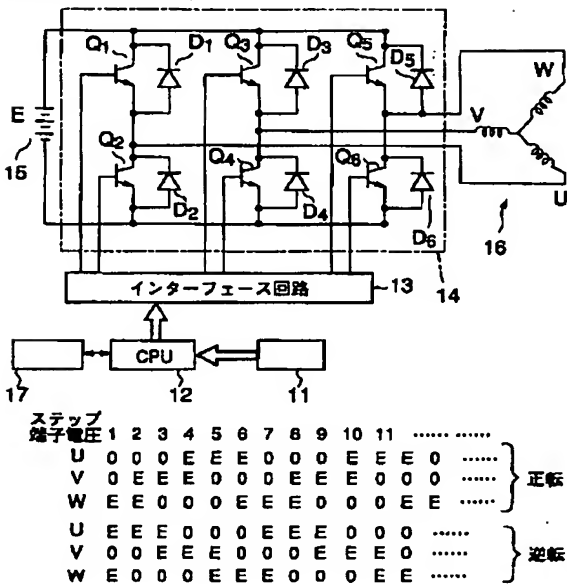 Q1 D1 Q3 D3 Q5 D5
W
E
V
15
Q2 Q4 Q6
D2 D4 D6
U
16
インターフェース回路
13 14
CPU
17 12 11
ステップ
端子電圧 1 2 3 4 5 6 7 8 9 10 11 …… ……
U 0 0 0 E E E 0 0 0 E E E 0 ……
V 0 E E E 0 0 0 E E E 0 0 0 …… 正転
W E E 0 0 0 E E E 0 0 0 E E ……
U E E E 0 0 0 E E E 0 0 0 ……
V 0 0 E E E 0 0 0 E E E 0 …… 逆転
W E 0 0 0 E E E 0 0 0 E E ……